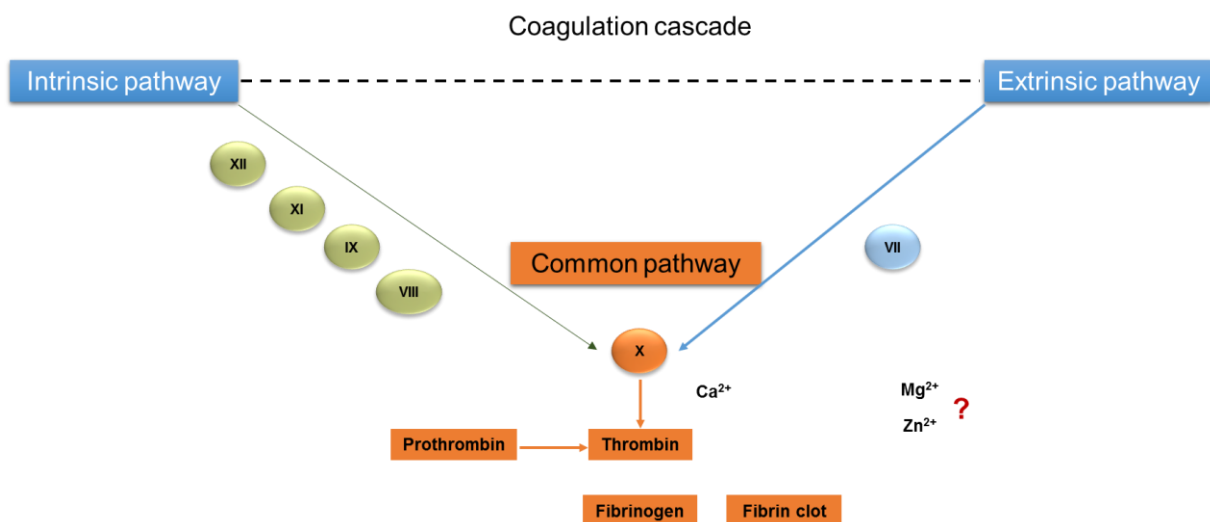 Coagulation cascade
Intrinsic pathway
Extrinsic pathway
XII
XI
IX
VII
VIII
Common pathway
X
Ca²⁺
Mg²⁺
Zn²⁺
?
Prothrombin
Thrombin
Fibrinogen
Fibrin clot